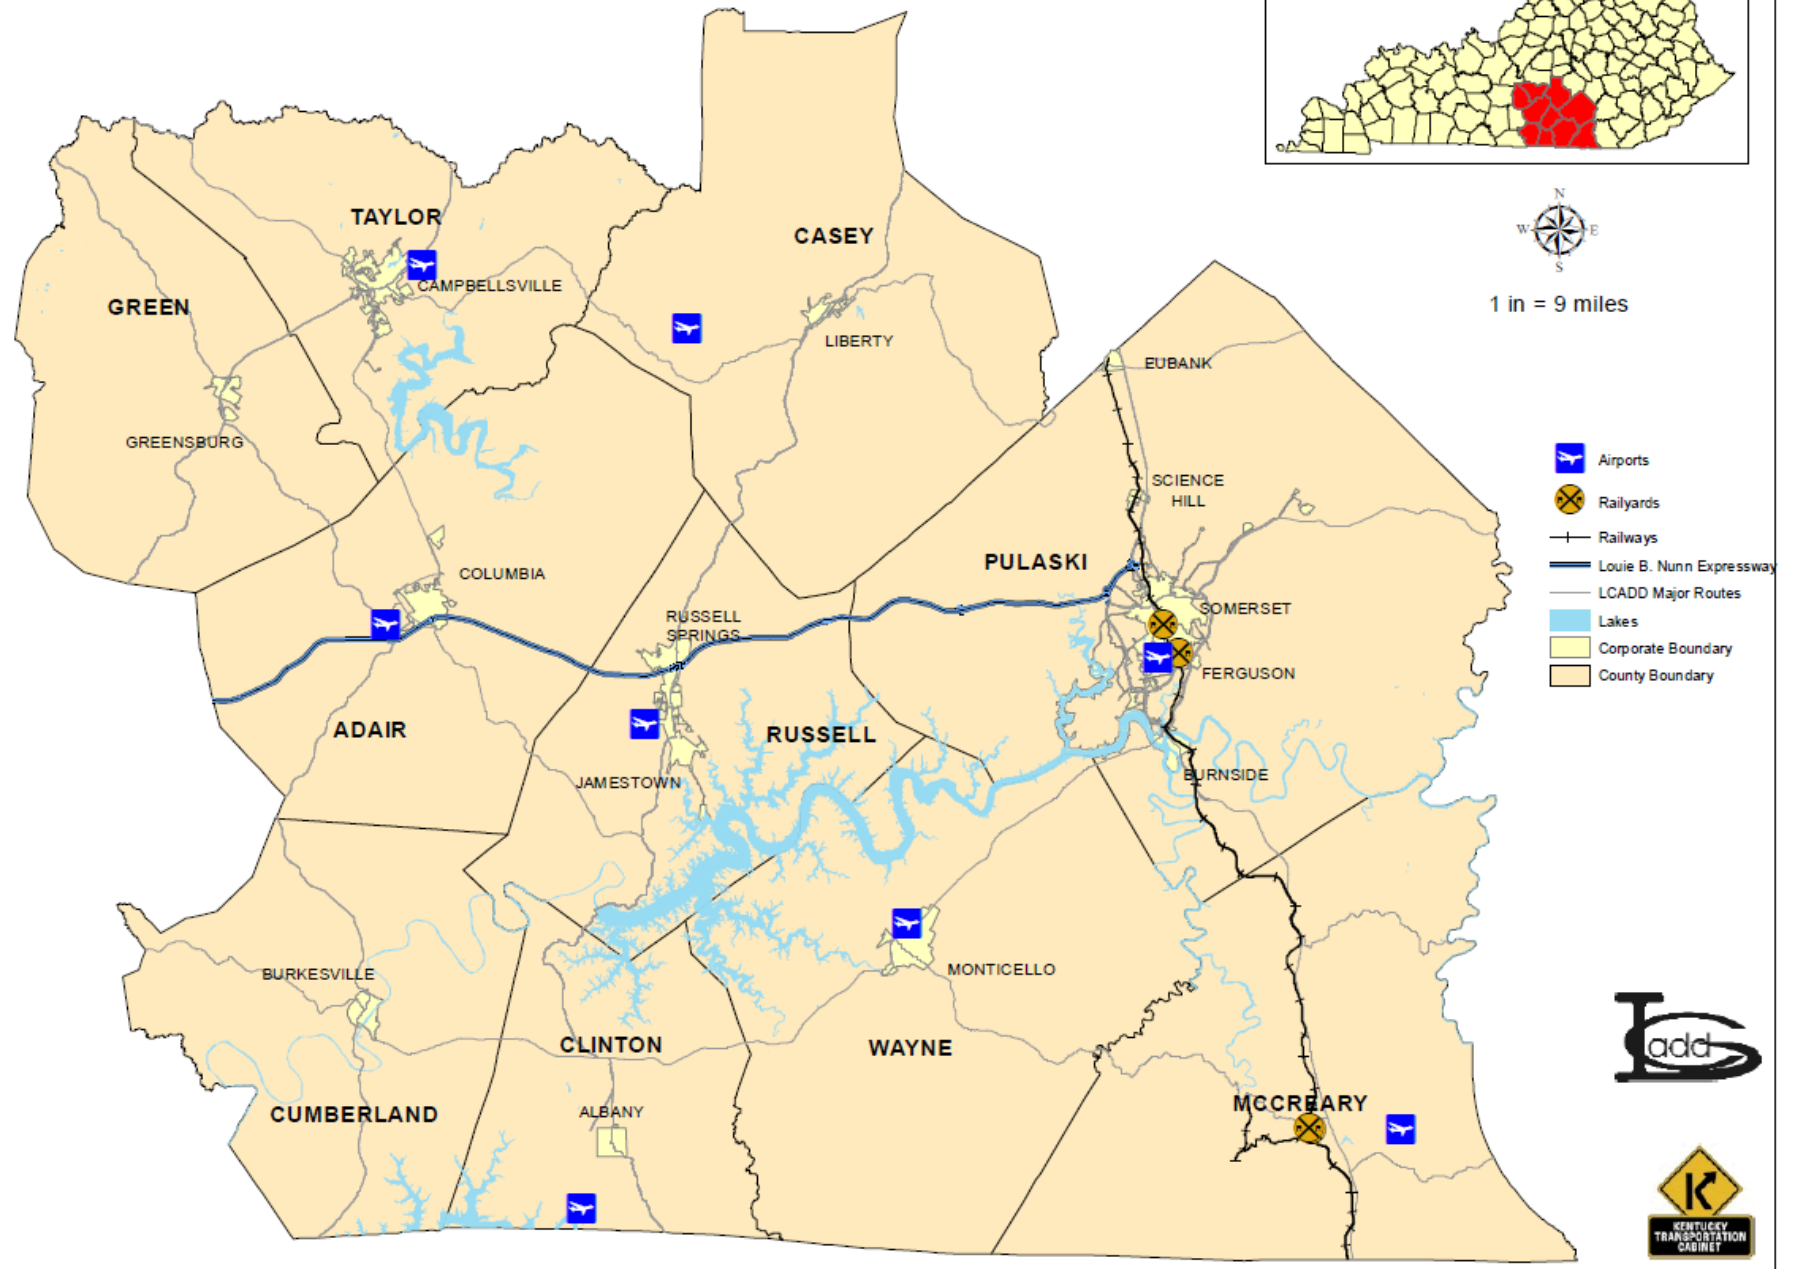 TAYLOR
CASEY
GREEN
CAMPBELLSVILLE
LIBERTY
EUBANK
GREENSBURG
SCIENCE
HILL
PULASKI
COLUMBIA
SOMERSET
RUSSELL
SPRINGS
FERGUSON
ADAIR
RUSSELL
JAMESTOWN
BURNSIDE
BURKESVILLE
MONTICELLO
CLINTON
WAYNE
CUMBERLAND
ALBANY
MCCREARY
N
W E
S
1 in = 9 miles
Airports
Railyards
Railways
Louie B. Nunn Expressway
LCADD Major Routes
Lakes
Corporate Boundary
County Boundary
LC add
K
KENTUCKY
TRANSPORTATION
CABINET